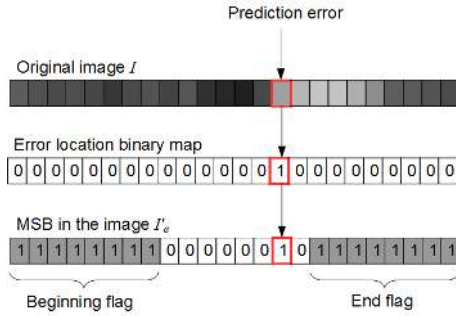 Prediction error
Original image I
Error location binary map
0 0 0 0 0 0 0 0 0 0 0 0 0 0 1 0 0 0 0 0 0 0 0 0
MSB in the image I'e
1 1 1 1 1 1 1 1 0 0 0 0 0 0 1 0 1 1 1 1 1 1 1 1
Beginning flag End flag